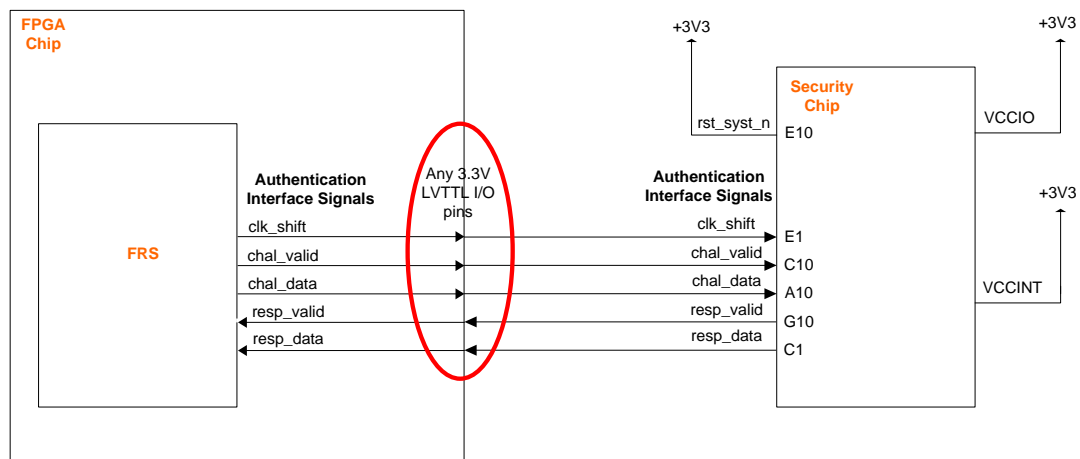 FPGA
Chip
FRS
Authentication
Interface Signals
clk_shift
chal_valid
chal_data
resp_valid
resp_data
Any 3.3V
LVTTL I/O
pins
+3V3
rst_syst_n
Authentication
Interface Signals
clk_shift
chal_valid
chal_data
resp_valid
resp_data
Security
Chip
E10
E1
C10
A10
G10
C1
+3V3
VCCIO
+3V3
VCCINT